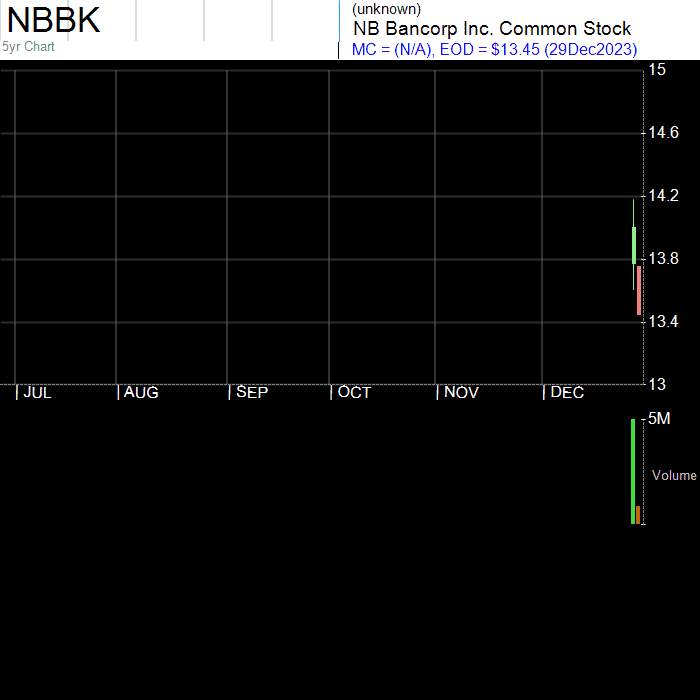 NBBK
5yr Chart
(unknown)
NB Bancorp Inc. Common Stock
MC = (N/A), EOD = $13.45 (29Dec2023)
15
14.6
14.2
13.8
13.4
13
| JUL | AUG | SEP | OCT | NOV | DEC
5M
Volume